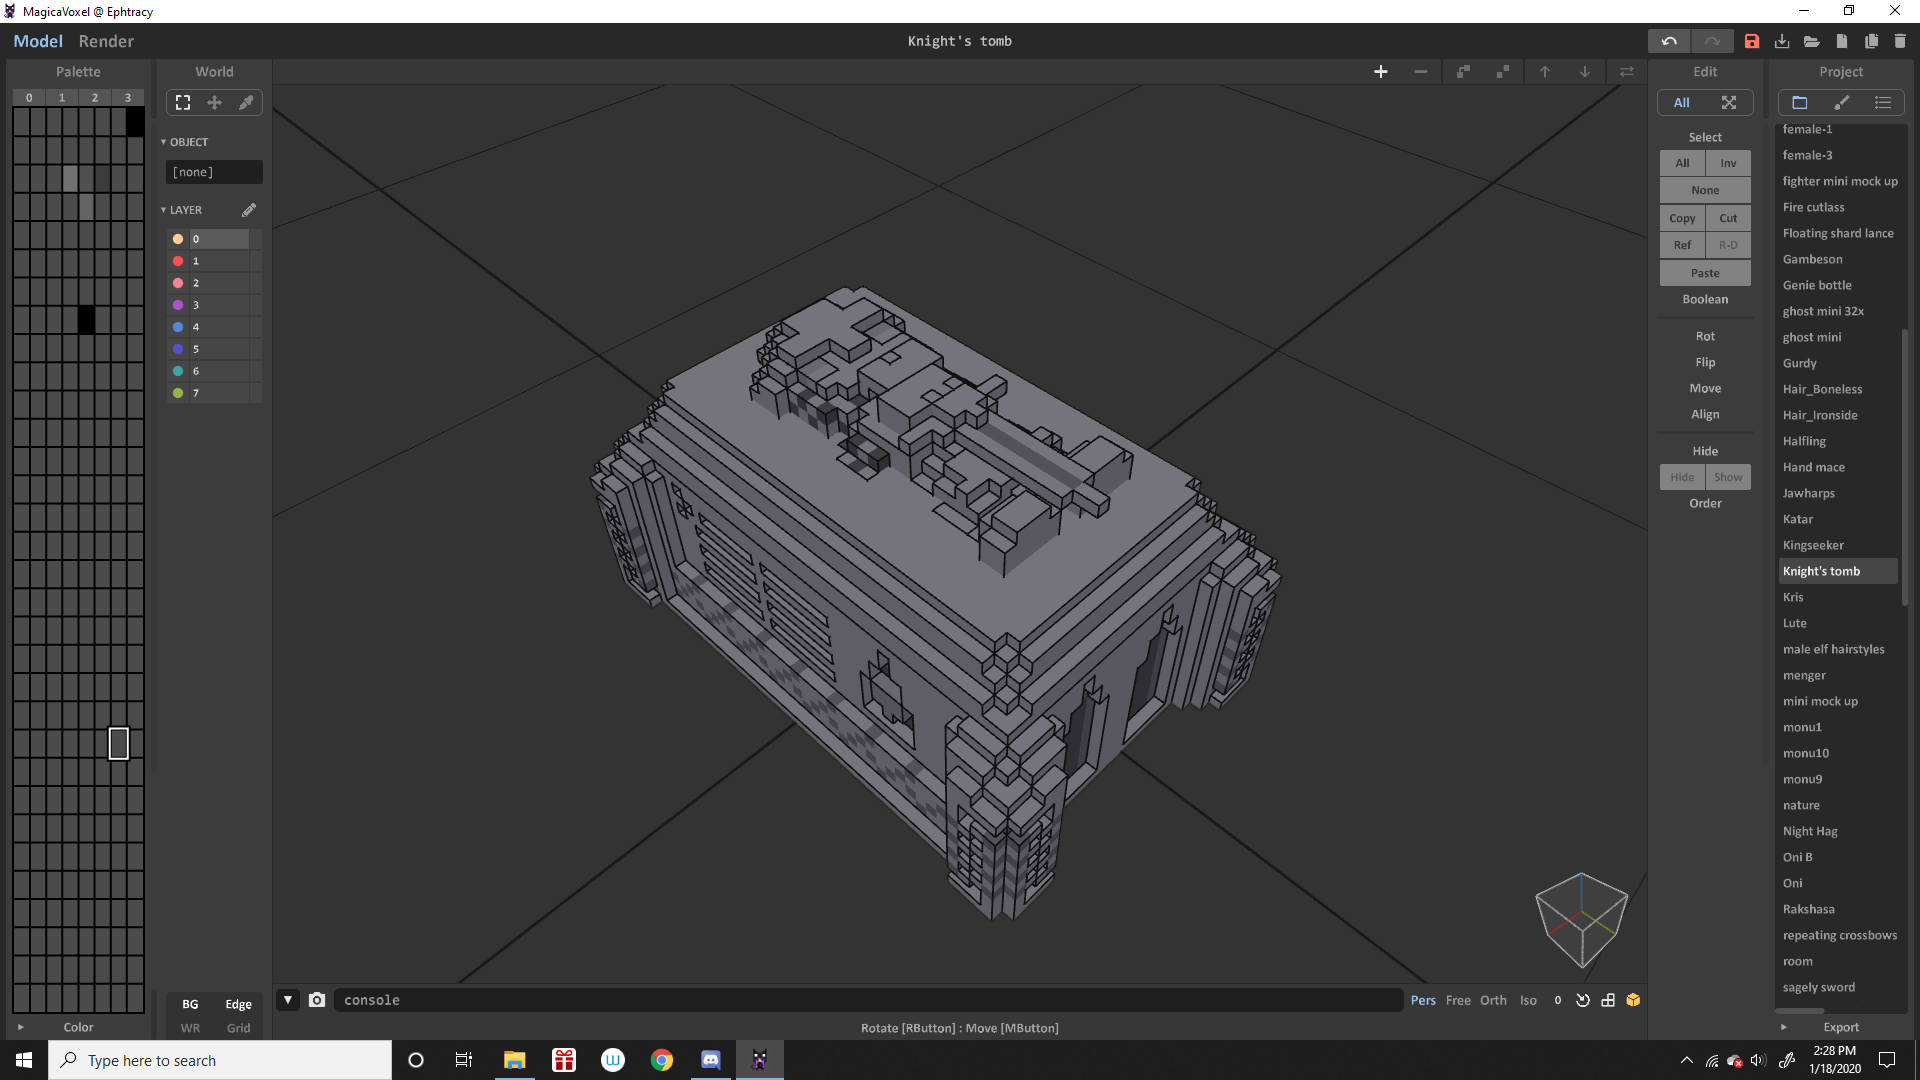 MagicaVoxel @ Ephtracy
Model Render
Knight's tomb
Palette
World
Edit
Project
0 1 2 3
All
OBJECT
[none]
LAYER
0
1
2
3
4
5
6
7
Select
All Inv
None
Copy Cut
Ref R-D
Paste
Boolean
Rot
Flip
Move
Align
Hide
Hide Show
Order
female-1
female-3
fighter mini mock up
Fire cutlass
Floating shard lance
Gambeson
Genie bottle
ghost mini 32x
ghost mini
Gurdy
Hair_Boneless
Hair_Ironside
Halfling
Hand mace
Jawharps
Katar
Kingseeker
Knight's tomb
Kris
Lute
male elf hairstyles
menger
mini mock up
monu1
monu10
monu9
nature
Night Hag
Oni B
Oni
Rakshasa
repeating crossbows
room
sagely sword
BG Edge
WR Grid
console
Pers Free Orth Iso 0
Color
Rotate [RButton] : Move [MButton]
Export
Type here to search
2:28 PM
1/18/2020